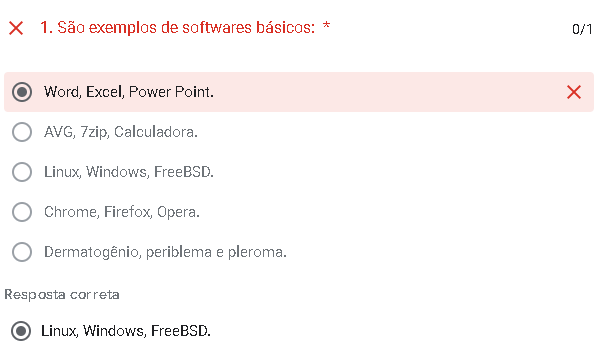 1. São exemplos de softwares básicos: *
0/1
Word, Excel, Power Point.
AVG, 7zip, Calculadora.
Linux, Windows, FreeBSD.
Chrome, Firefox, Opera.
Dermatogênio, periblema e pleroma.
Resposta correta
Linux, Windows, FreeBSD.